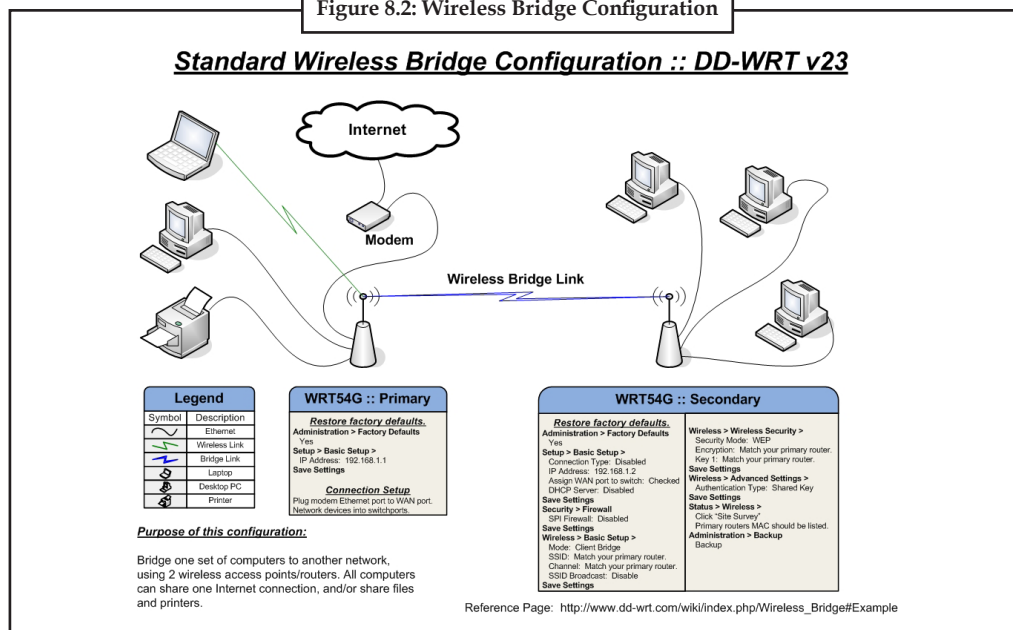 Figure 8.2: Wireless Bridge Configuration
Standard Wireless Bridge Configuration :: DD-WRT v23
Internet
Modem
Wireless Bridge Link
Legend
Symbol Description
Ethernet
Wireless Link
Bridge Link
Laptop
Desktop PC
Printer
WRT54G :: Primary
Restore factory defaults.
Administration > Factory Defaults
Yes
Setup > Basic Setup >
IP Address: 192.168.1.1
Save Settings
Connection Setup
Plug modem Ethernet port to WAN port.
Network devices into switchports.
WRT54G :: Secondary
Restore factory defaults.
Administration > Factory Defaults
Yes
Setup > Basic Setup >
Connection Type: Disabled
IP Address: 192.168.1.2
Assign WAN port to switch: Checked
DHCP Server: Disabled
Save Settings
Security > Firewall
SPI Firewall: Disabled
Save Settings
Wireless > Basic Setup >
Mode: Client Bridge
SSID: Match your primary router.
Channel: Match your primary router.
SSID Broadcast: Disable
Save Settings
Wireless > Wireless Security >
Security Mode: WEP
Encryption: Match your primary router.
Key 1: Match your primary router.
Save Settings
Wireless > Advanced Settings >
Authentication Type: Shared Key
Save Settings
Status > Wireless >
Click "Site Survey"
Primary routers MAC should be listed.
Administration > Backup
Backup
Purpose of this configuration:
Bridge one set of computers to another network,
using 2 wireless access points/routers. All computers
can share one Internet connection, and/or share files
and printers.
Reference Page: http://www.dd-wrt.com/wiki/index.php/Wireless_Bridge#Example